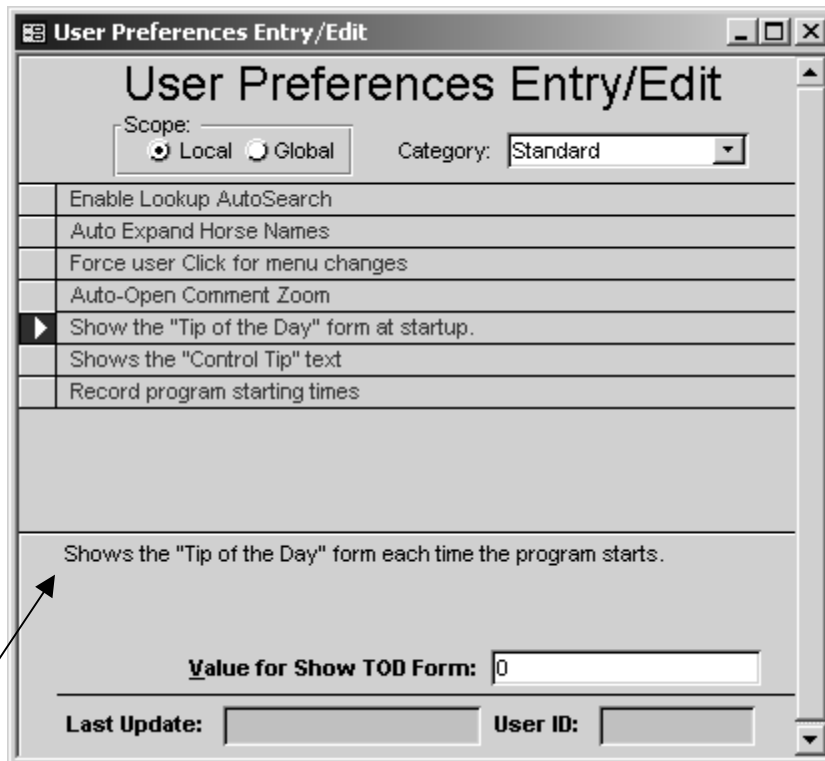 User Preferences Entry/Edit
User Preferences Entry/Edit
Scope:
Local Global Category: Standard
Enable Lookup AutoSearch
Auto Expand Horse Names
Force user Click for menu changes
Auto-Open Comment Zoom
Show the "Tip of the Day" form at startup.
Shows the "Control Tip" text
Record program starting times
Shows the "Tip of the Day" form each time the program starts.
Value for Show TOD Form: 0
Last Update: User ID: